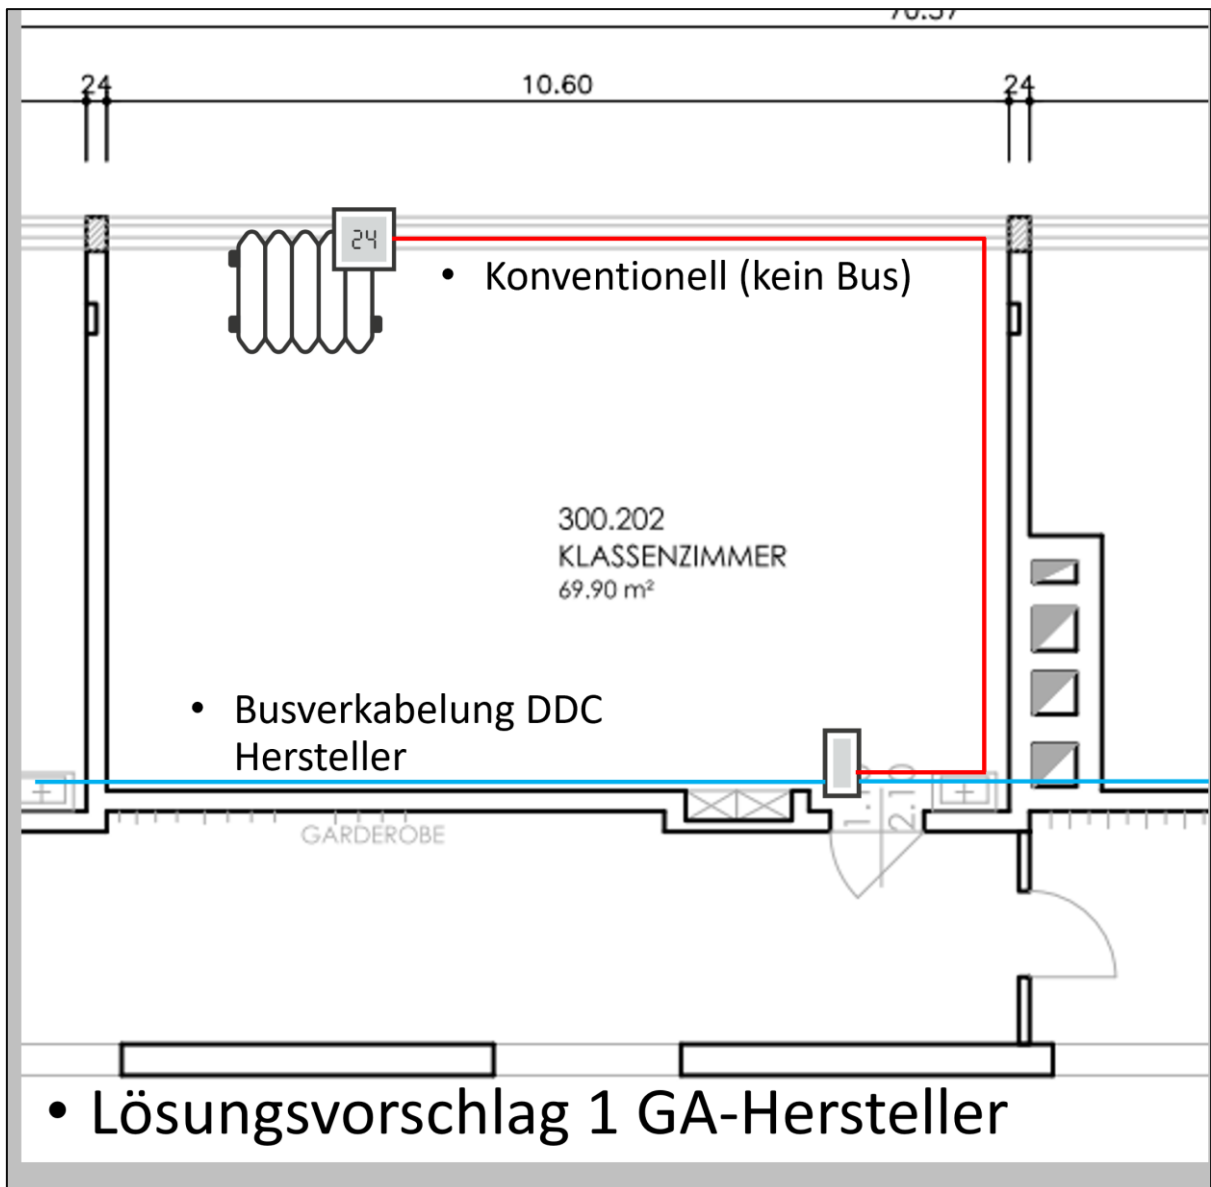 24
10.60
24
24
• Konventionell (kein Bus)
300.202
KLASSENZIMMER
69.90 m²
• Busverkabelung DDC
Hersteller
2.10
GARDEROBE
• Lösungsvorschlag 1 GA-Hersteller